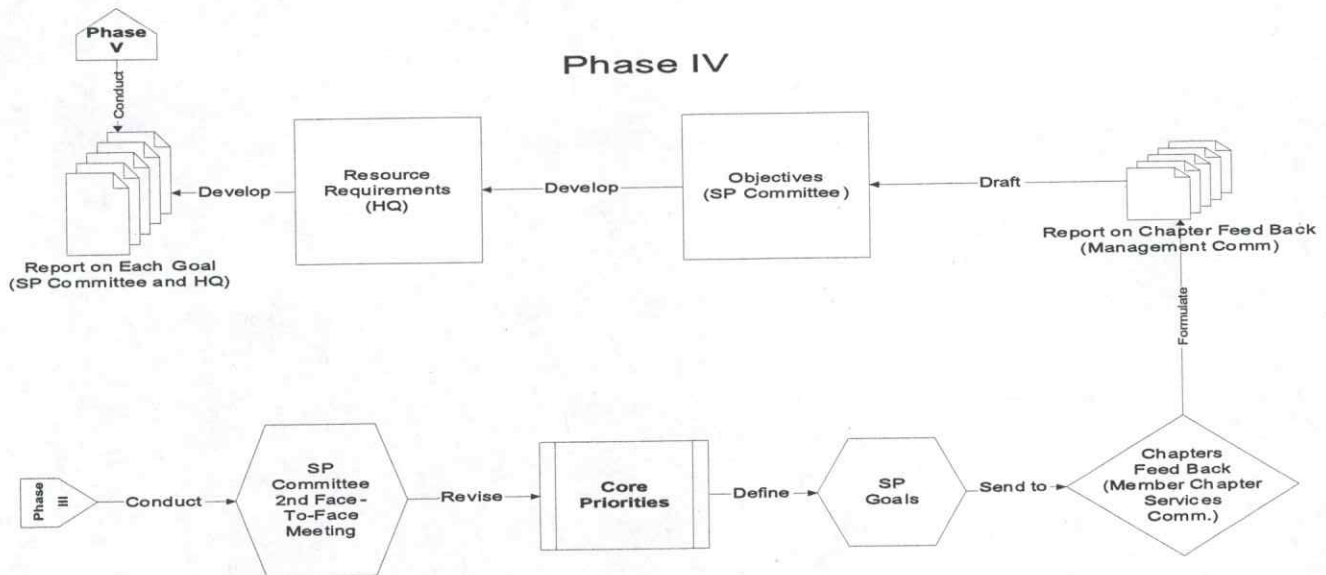 Phase
V
Phase IV
Conduct
Resource
Requirements
(HQ)
Objectives
(SP Committee)
Develop
Develop
Draft
Report on Each Goal
(SP Committee and HQ)
Report on Chapter Feed Back
(Management Comm)
Formulate
Phase
III
Conduct
SP
Committee
2nd Face -
To-Face
Meeting
Revise
Core
Priorities
Define
SP
Goals
Send to
Chapters
Feed Back
(Member Chapter
Services
Comm.)